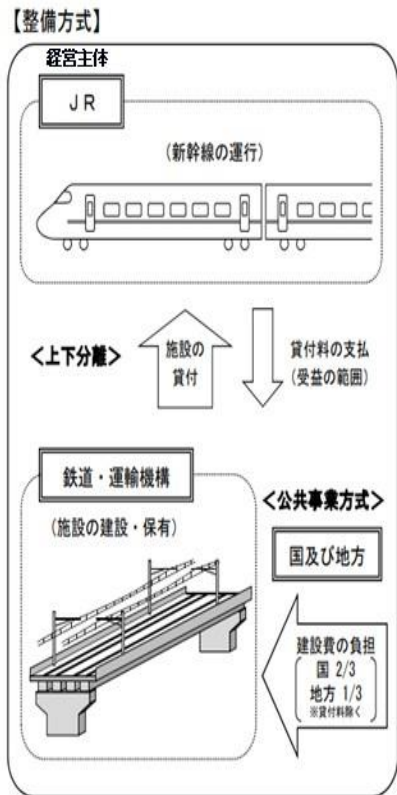 【整備方式】
経営主体
ＪＲ
（新幹線の運行）
＜上下分離＞
施設の
貸付
貸付料の支払
（受益の範囲）
鉄道・運輸機構
（施設の建設・保有）
＜公共事業方式＞
国及び地方
建設費の負担
国 2/3
地方 1/3
※貸付料除く